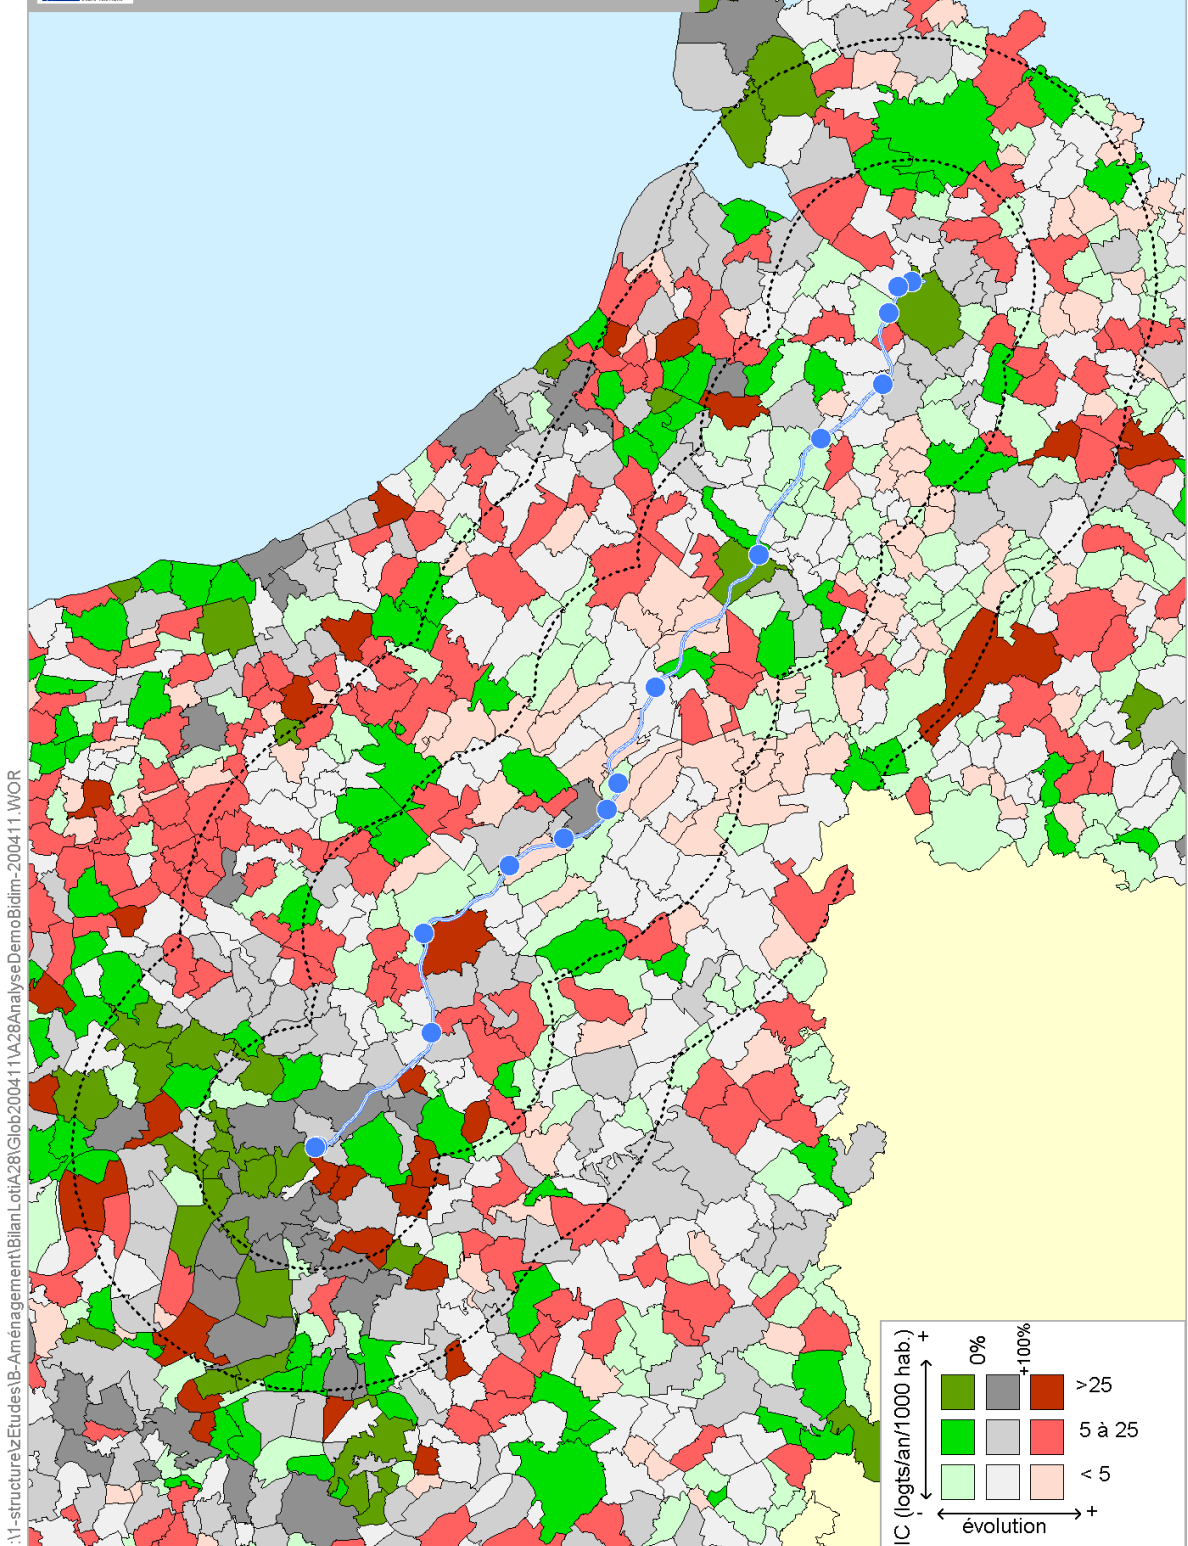 :\1-structure\zEtudes\B-Aménagement\BilanLotiA28\Glob200411\A28AnalyseDemoBidim-200411.WOR
IC (logts/an/1000 hab.)
- +
0%
+100%
>25
5 à 25
< 5
- +
évolution